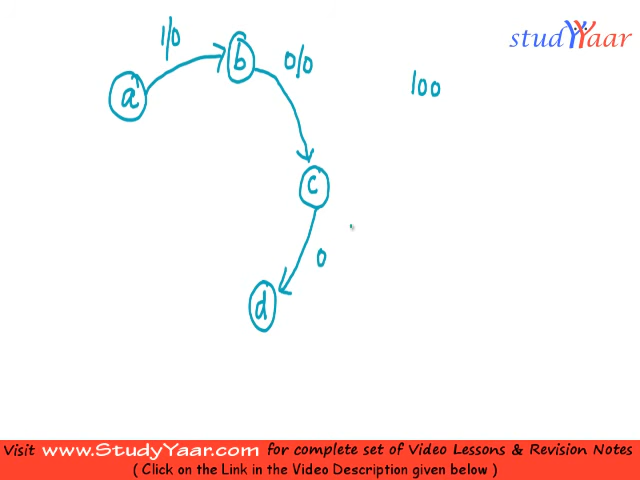 studYYaar
1/0
b
0/0
a
100
c
0
d
Visit www.StudyYaar.com for complete set of Video Lessons & Revision Notes
( Click on the Link in the Video Description given below )